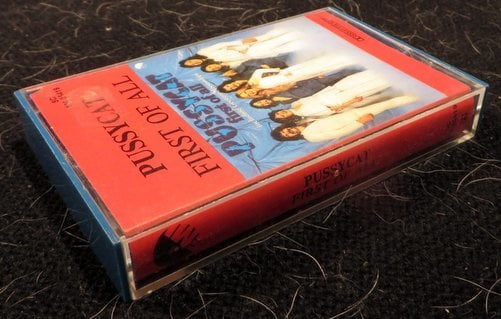 PUSSYCAT
FIRST OF ALL
PUSSYCAT
first of all
PUSSYCAT
FIRST OF ALL